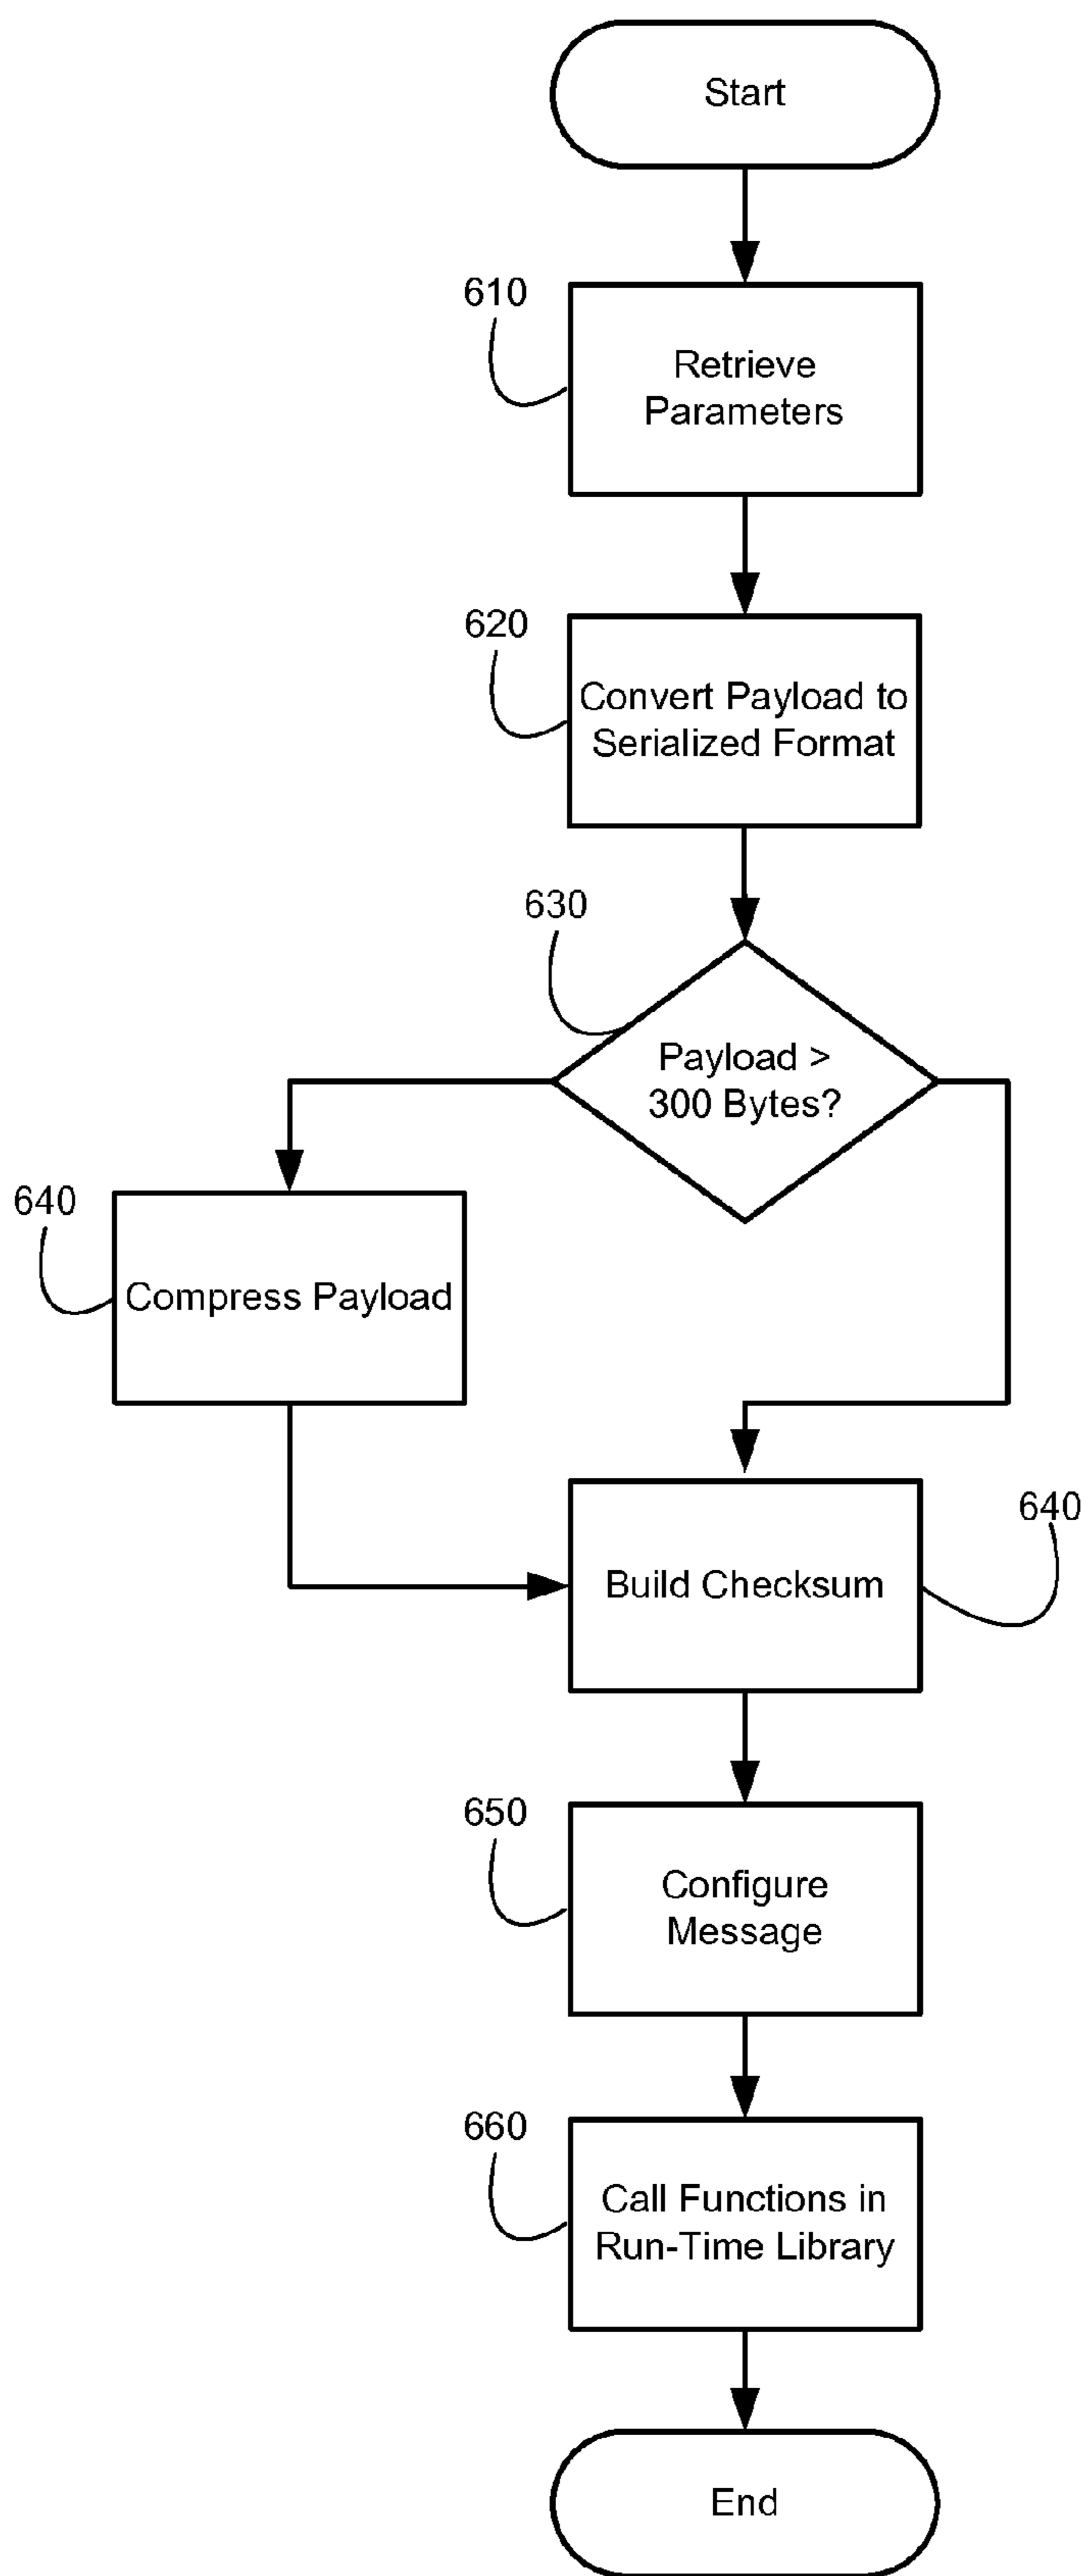 Start
610
Retrieve
Parameters
620
Convert Payload to
Serialized Format
630
Payload >
300 Bytes?
640
Compress Payload
640
Build Checksum
650
Configure
Message
660
Call Functions in
Run-Time Library
End